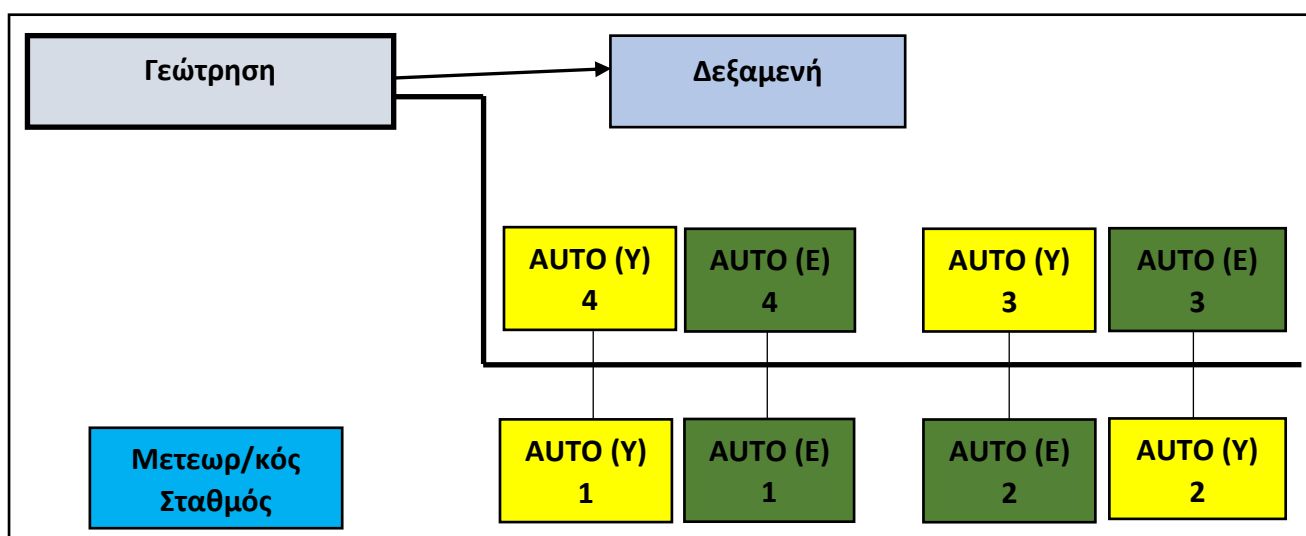 Γεώτρηση
Δεξαμενή
AUTO (Υ)
4
AUTO (Ε)
4
AUTO (Υ)
3
AUTO (Ε)
3
Μετεωρ/κός
Σταθμός
AUTO (Υ)
1
AUTO (Ε)
1
AUTO (Ε)
2
AUTO (Υ)
2